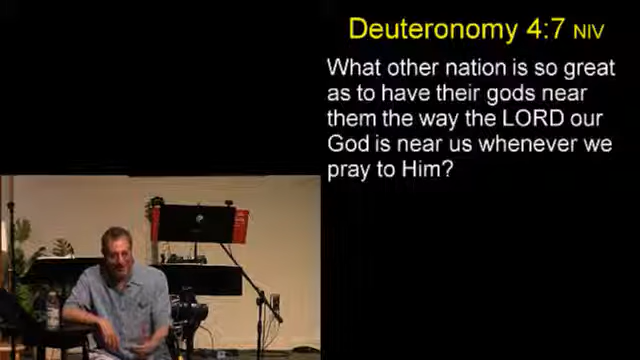 Deuteronomy 4:7 NIV
What other nation is so great
as to have their gods near
them the way the LORD our
God is near us whenever we
pray to Him?